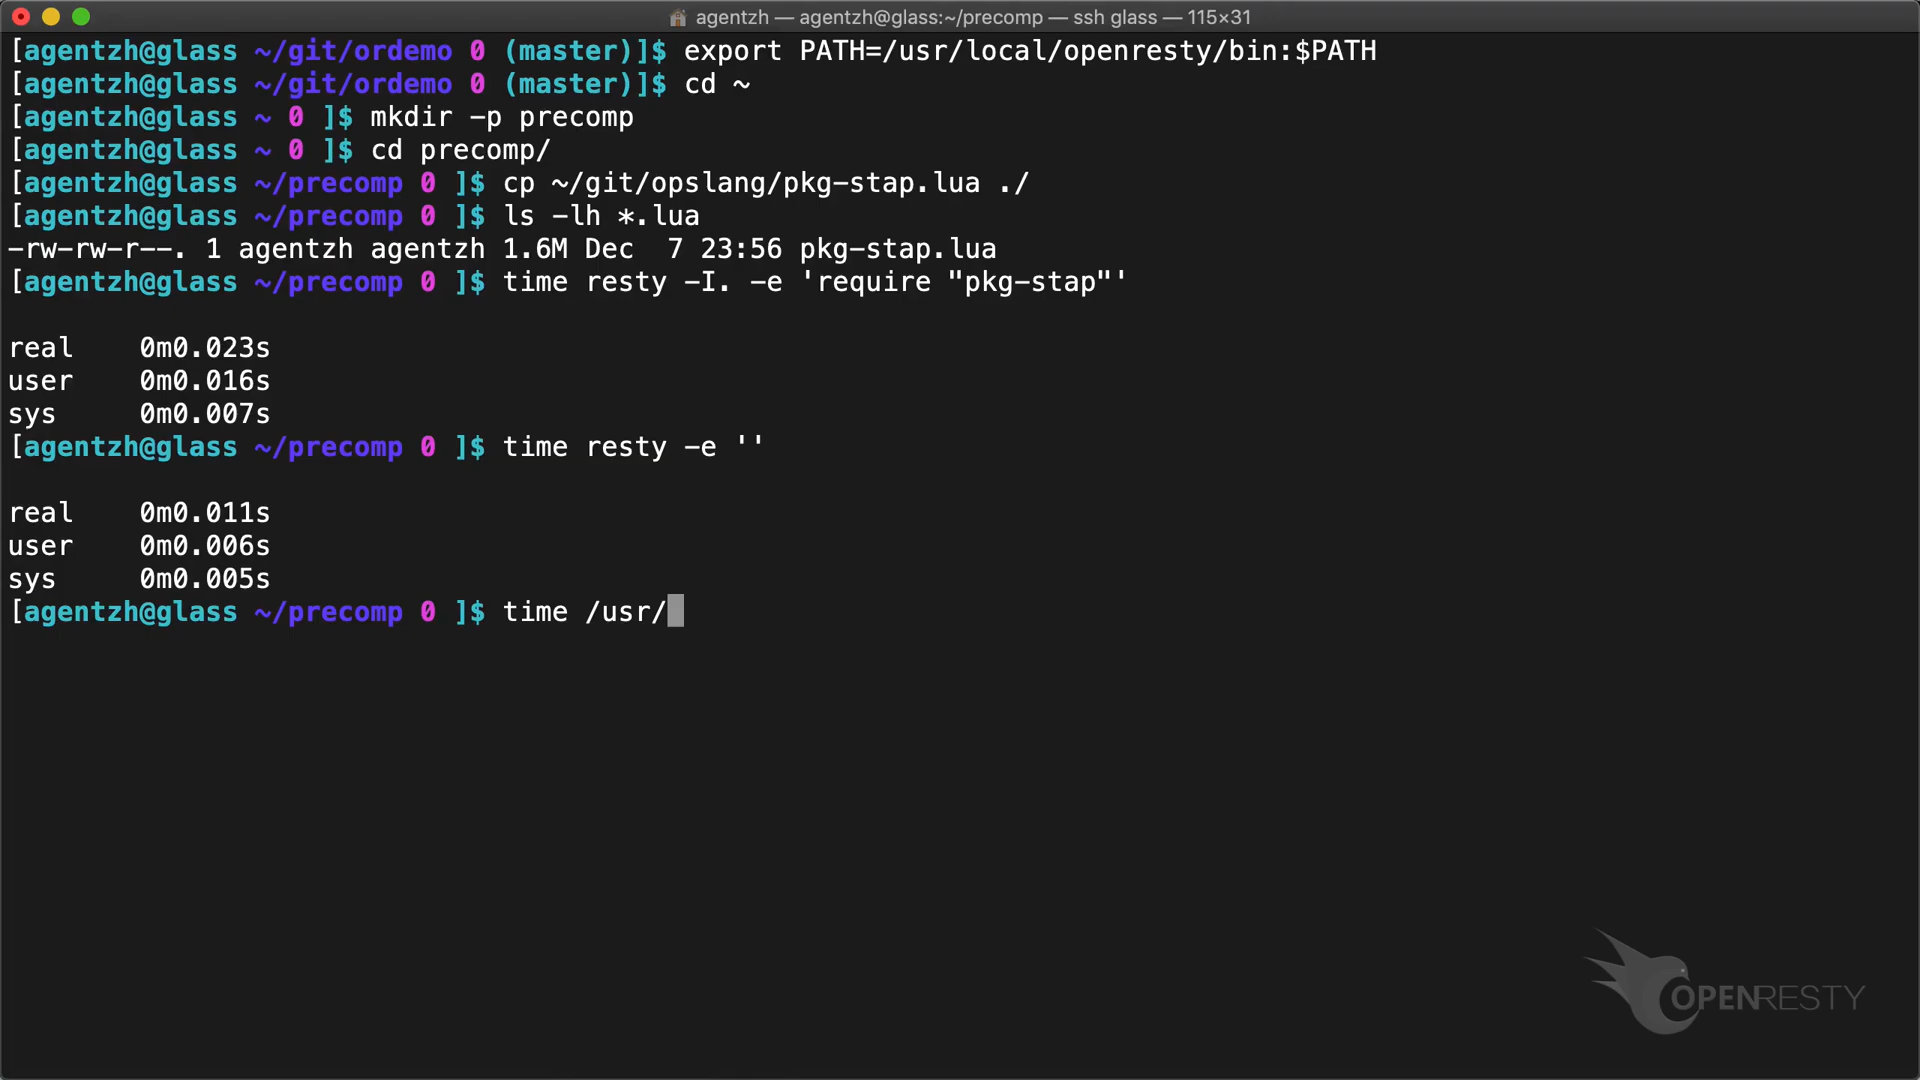 agentzh — agentzh@glass:~/precomp — ssh glass — 115×31
[agentzh@glass ~/git/ordemo 0 (master)]$ export PATH=/usr/local/openresty/bin:$PATH
[agentzh@glass ~/git/ordemo 0 (master)]$ cd ~
[agentzh@glass ~ 0 ]$ mkdir -p precomp
[agentzh@glass ~ 0 ]$ cd precomp/
[agentzh@glass ~/precomp 0 ]$ cp ~/git/opslang/pkg-stap.lua ./
[agentzh@glass ~/precomp 0 ]$ ls -lh *.lua
-rw-rw-r--. 1 agentzh agentzh 1.6M Dec  7 23:56 pkg-stap.lua
[agentzh@glass ~/precomp 0 ]$ time resty -I. -e 'require "pkg-stap"'
real    0m0.023s
user    0m0.016s
sys     0m0.007s
[agentzh@glass ~/precomp 0 ]$ time resty -e ''
real    0m0.011s
user    0m0.006s
sys     0m0.005s
[agentzh@glass ~/precomp 0 ]$ time /usr/
OPENRESTY